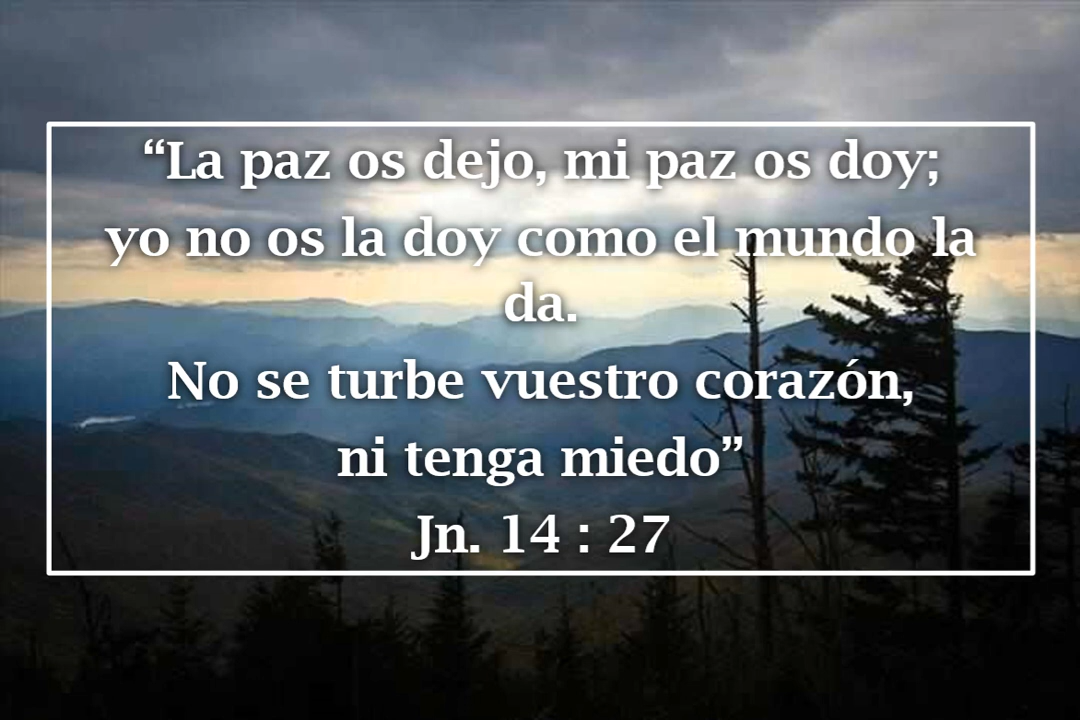 “La paz os dejo, mi paz os doy;
yo no os la doy como el mundo la
da.
No se turbe vuestro corazón,
ni tenga miedo”
Jn. 14 : 27